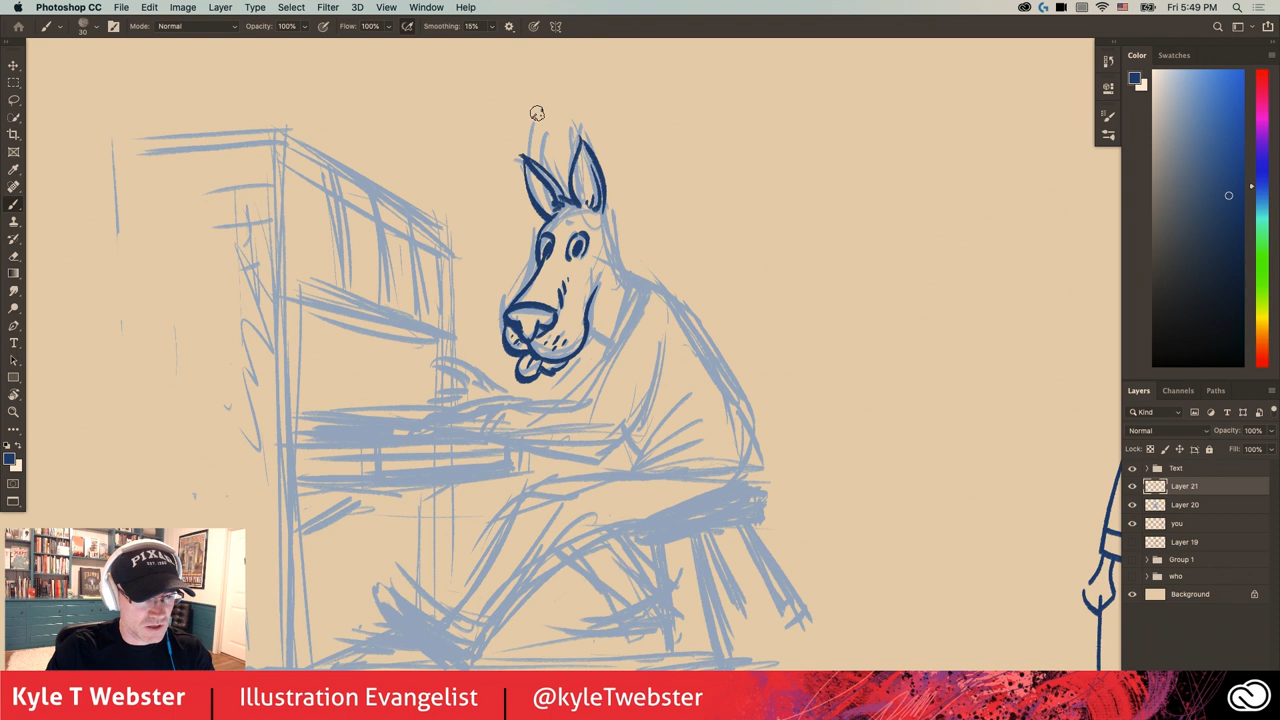 Photoshop CC File Edit Image Layer Type Select Filter 3D View Window Help Fri 5:49 PM
30 Mode: Normal Opacity: 100% Flow: 100% Smoothing: 15%
Color Swatches
Layers Channels Paths
Kind
Normal Opacity: 100%
Lock: Fill: 100%
Text
Layer 21
Layer 20
you
Layer 19
Group 1
who
Background
PIXAR
Kyle T Webster | Illustration Evangelist | @kyleTwebster